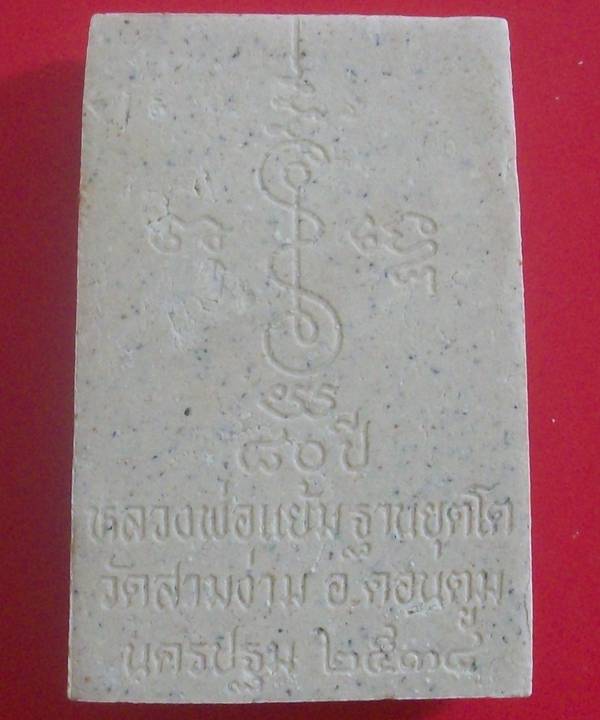 ๘๐ ปี
หลวงพ่อแย้ม ฐานยุตโต
วัดสามง่าม อ.ดอนตูม
นครปฐม ๒๕๓๘